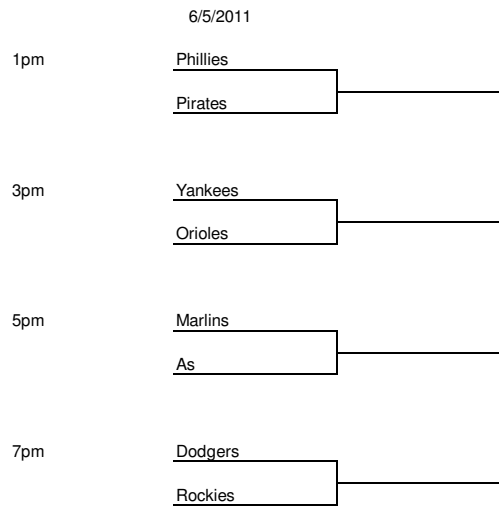 6/5/2011
1pm Phillies
Pirates
3pm Yankees
Orioles
5pm Marlins
As
7pm Dodgers
Rockies